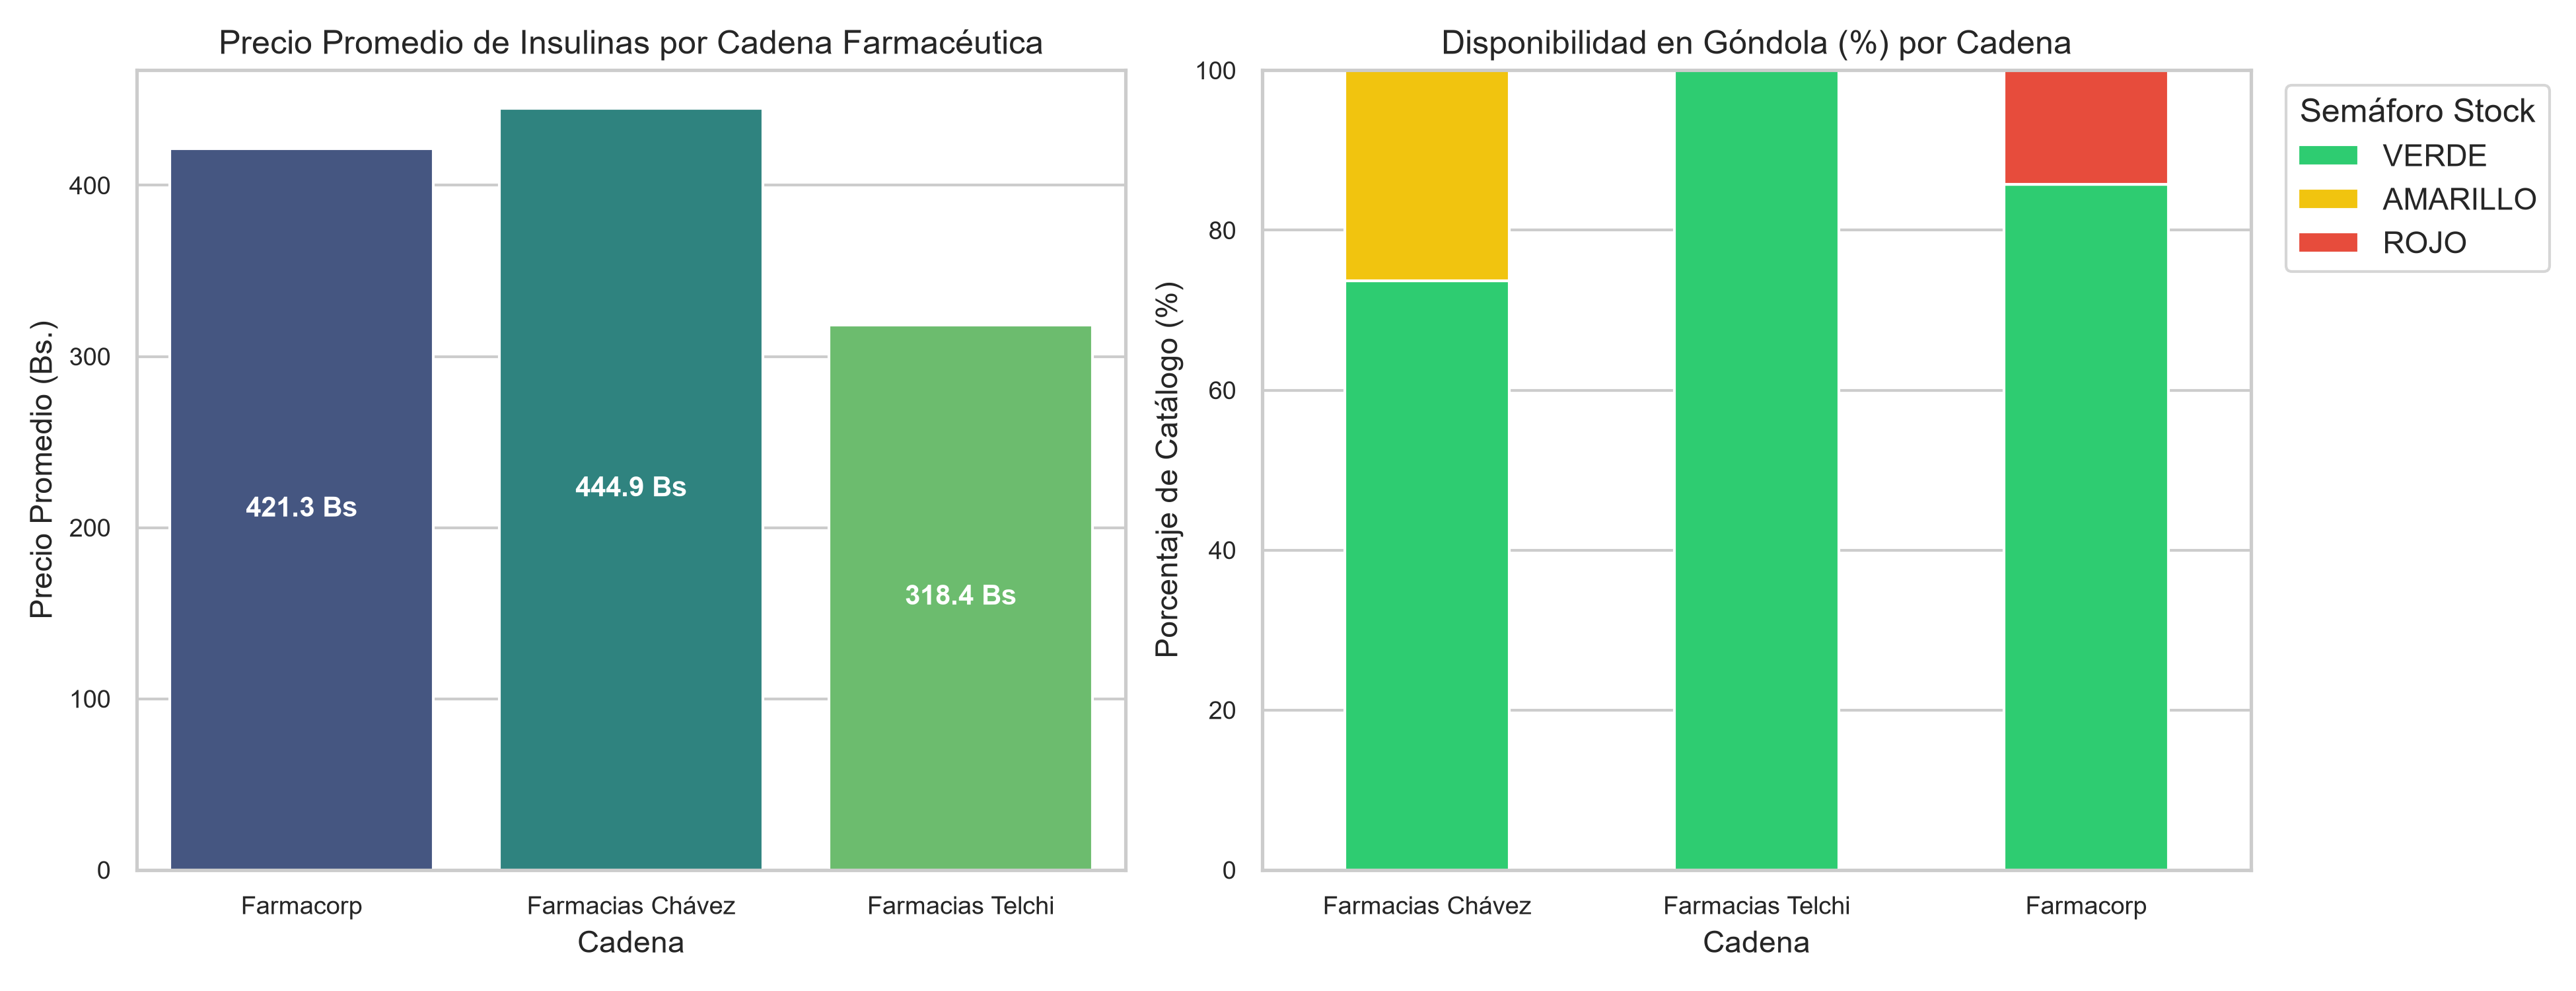 Precio Promedio de Insulinas por Cadena Farmacéutica
Precio Promedio (Bs.)
400
300
200
100
0
421.3 Bs
444.9 Bs
318.4 Bs
Farmacorp
Farmacias Chávez
Farmacias Telchi
Cadena
Disponibilidad en Góndola (%) por Cadena
Porcentaje de Catálogo (%)
100
80
60
40
20
0
Farmacias Chávez
Farmacias Telchi
Farmacorp
Cadena
Semáforo Stock
VERDE
AMARILLO
ROJO